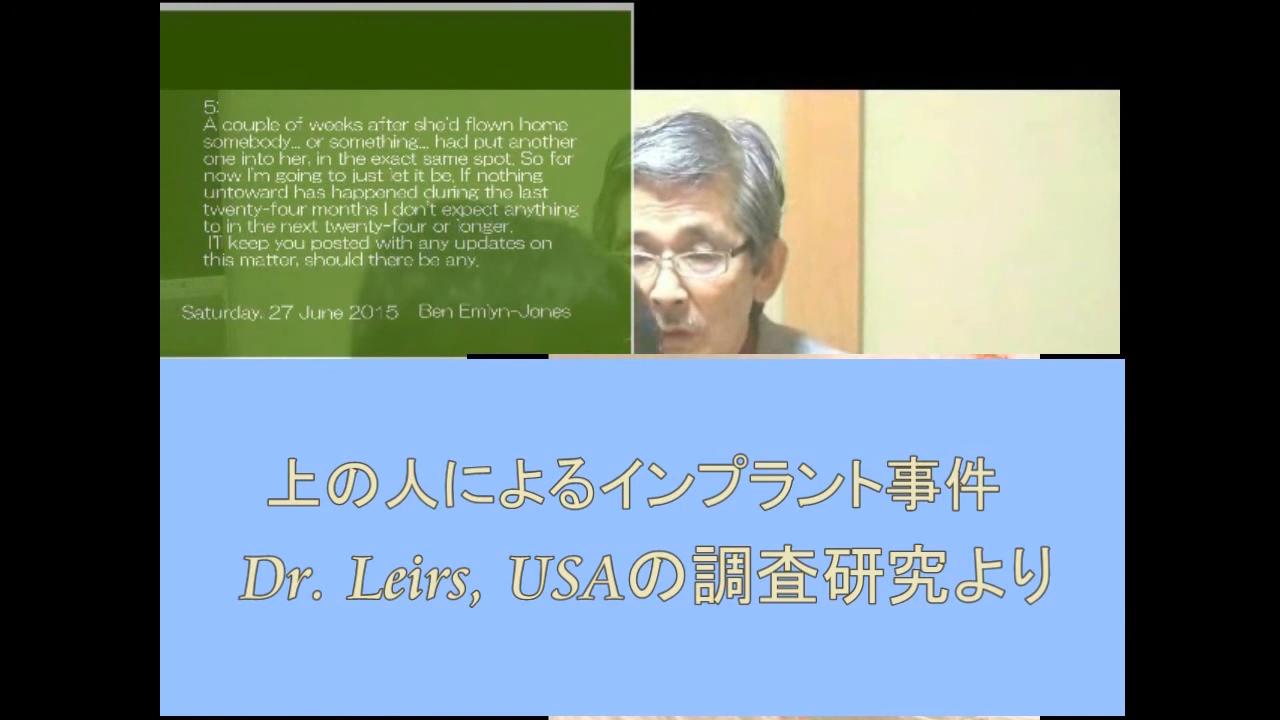 5:
A couple of weeks after she'd flown home
somebody... or something... had put another
one into her, in the exact same spot. So for
now I'm going to just let it be. If nothing
untoward has happened during the last
twenty-four months I don't expect anything
to in the next twenty-four or longer.
IT keep you posted with any updates on
this matter, should there be any.
Saturday, 27 June 2015 Ben Emlyn-Jones
上の人によるインプラント事件
Dr. Leirs, USAの調査研究より